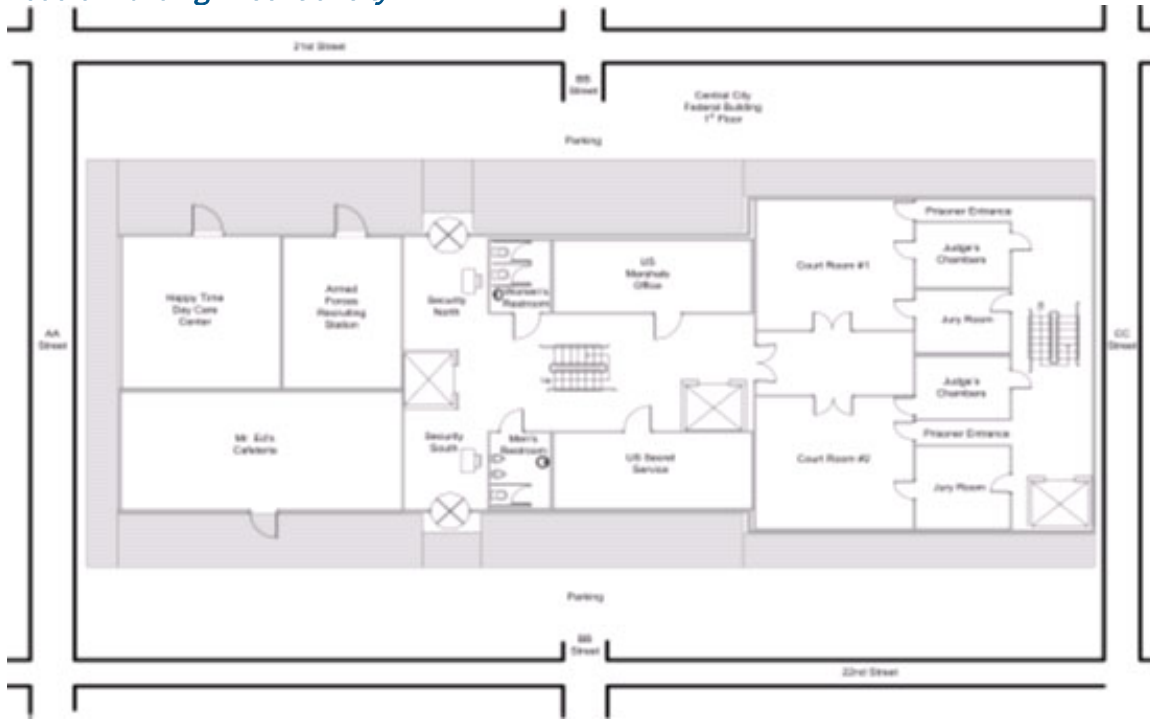 21st Street
BB
Street
Central City
Federal Building
1st Floor
Parking
Happy Time
Day Care
Center
Armed
Forces
Recruiting
Station
Security
North
Women's
Restroom
US
Marshals
Office
Court Room #1
Prisoner Entrance
Judge's
Chambers
Jury Room
AA
Street
CC
Street
Judge's
Chambers
Mr. Ed's
Cafeteria
Security
South
Men's
Restroom
US Secret
Service
Court Room #2
Prisoner Entrance
Jury Room
Parking
BB
Street
22nd Street